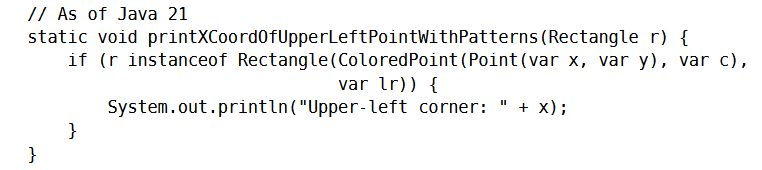 // As of Java 21
static void printXCoordOfUpperLeftPointWithPatterns(Rectangle r) {
    if (r instanceof Rectangle(ColoredPoint(Point(var x, var y), var c),
                               var lr)) {
        System.out.println("Upper-left corner: " + x);
    }
}